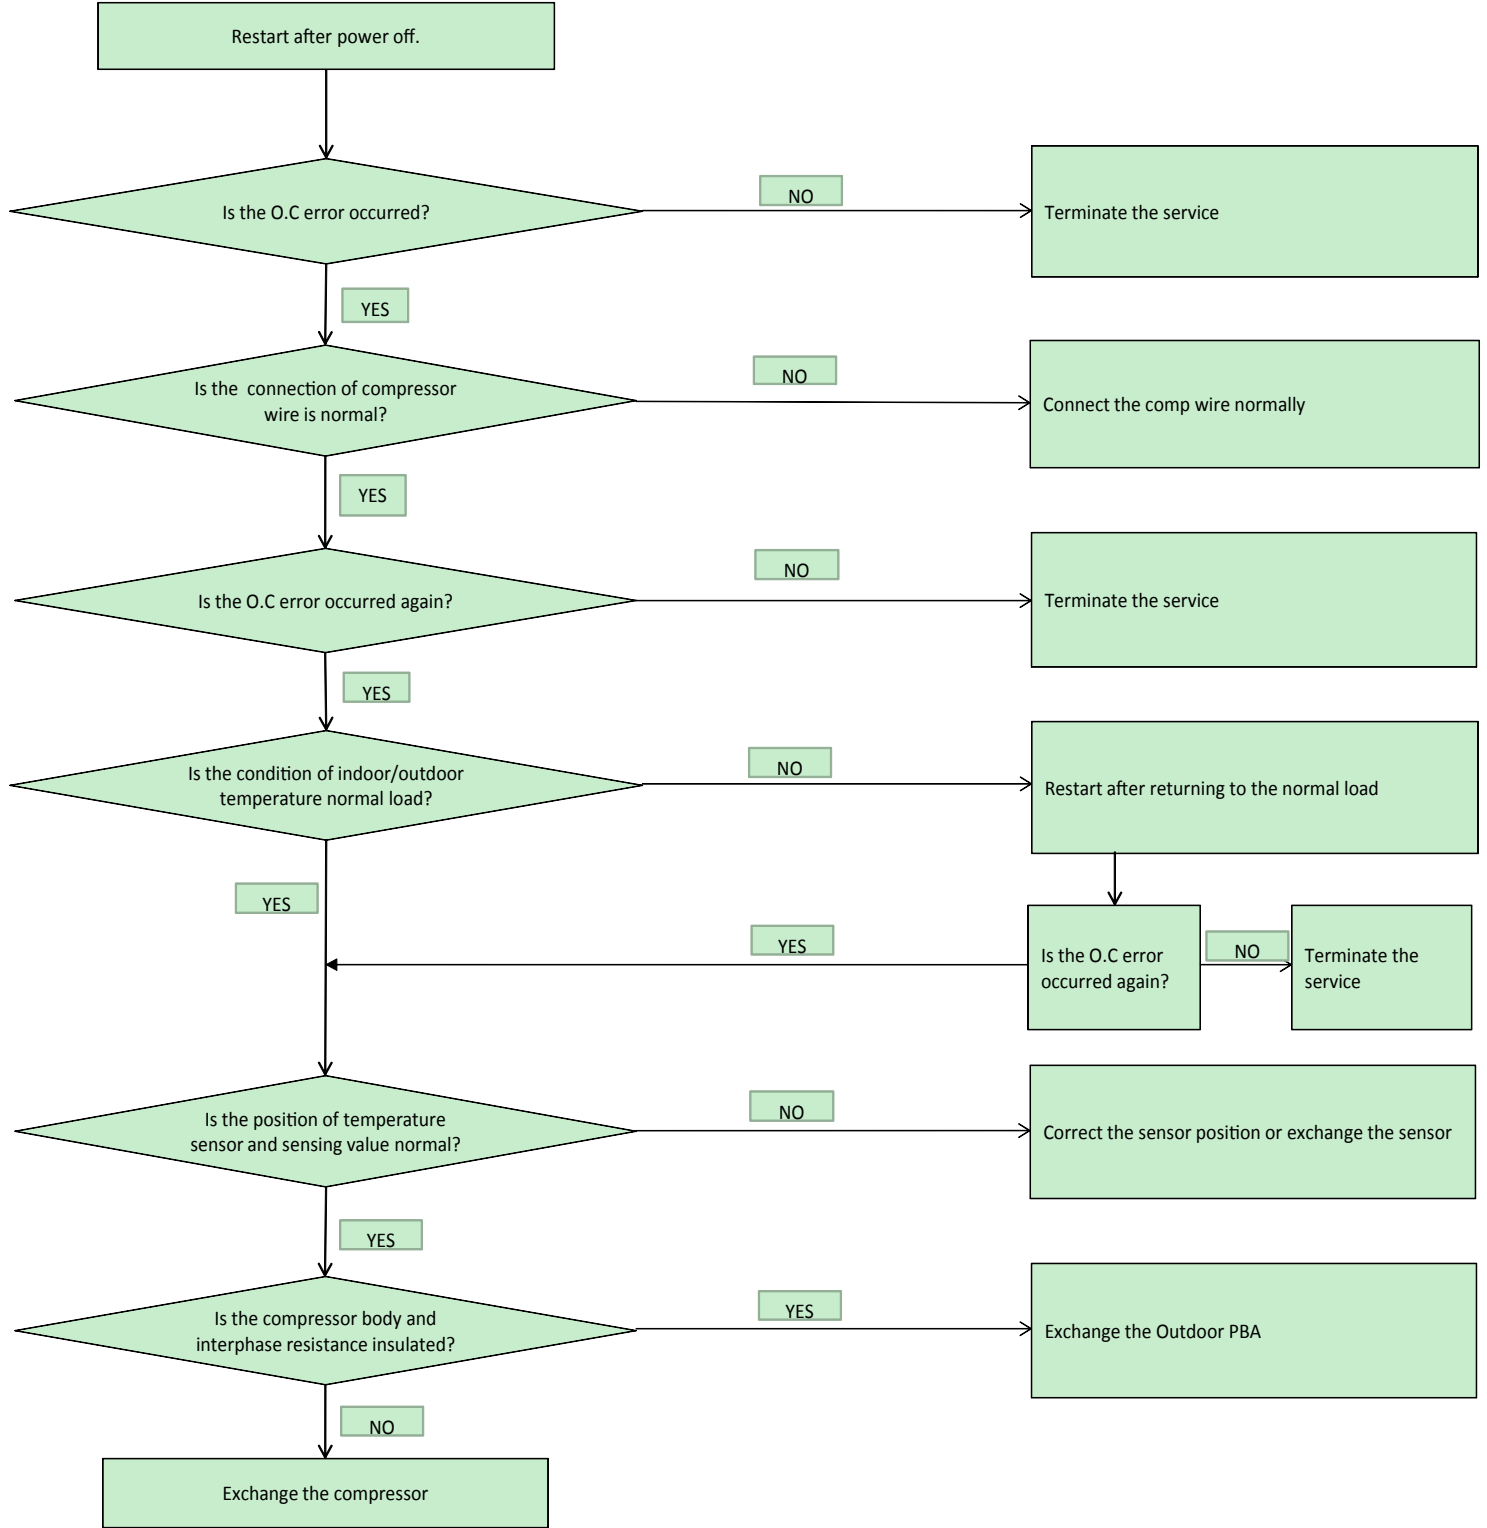 Restart after power off.
Is the O.C error occurred?
NO
Terminate the service
YES
Is the  connection of compressor
wire is normal?
NO
Connect the comp wire normally
YES
Is the O.C error occurred again?
NO
Terminate the service
YES
Is the condition of indoor/outdoor
temperature normal load?
NO
Restart after returning to the normal load
YES
YES
Is the O.C error
occurred again?
NO
Terminate the
service
Is the position of temperature
sensor and sensing value normal?
NO
Correct the sensor position or exchange the sensor
YES
Is the compressor body and
interphase resistance insulated?
YES
Exchange the Outdoor PBA
NO
Exchange the compressor